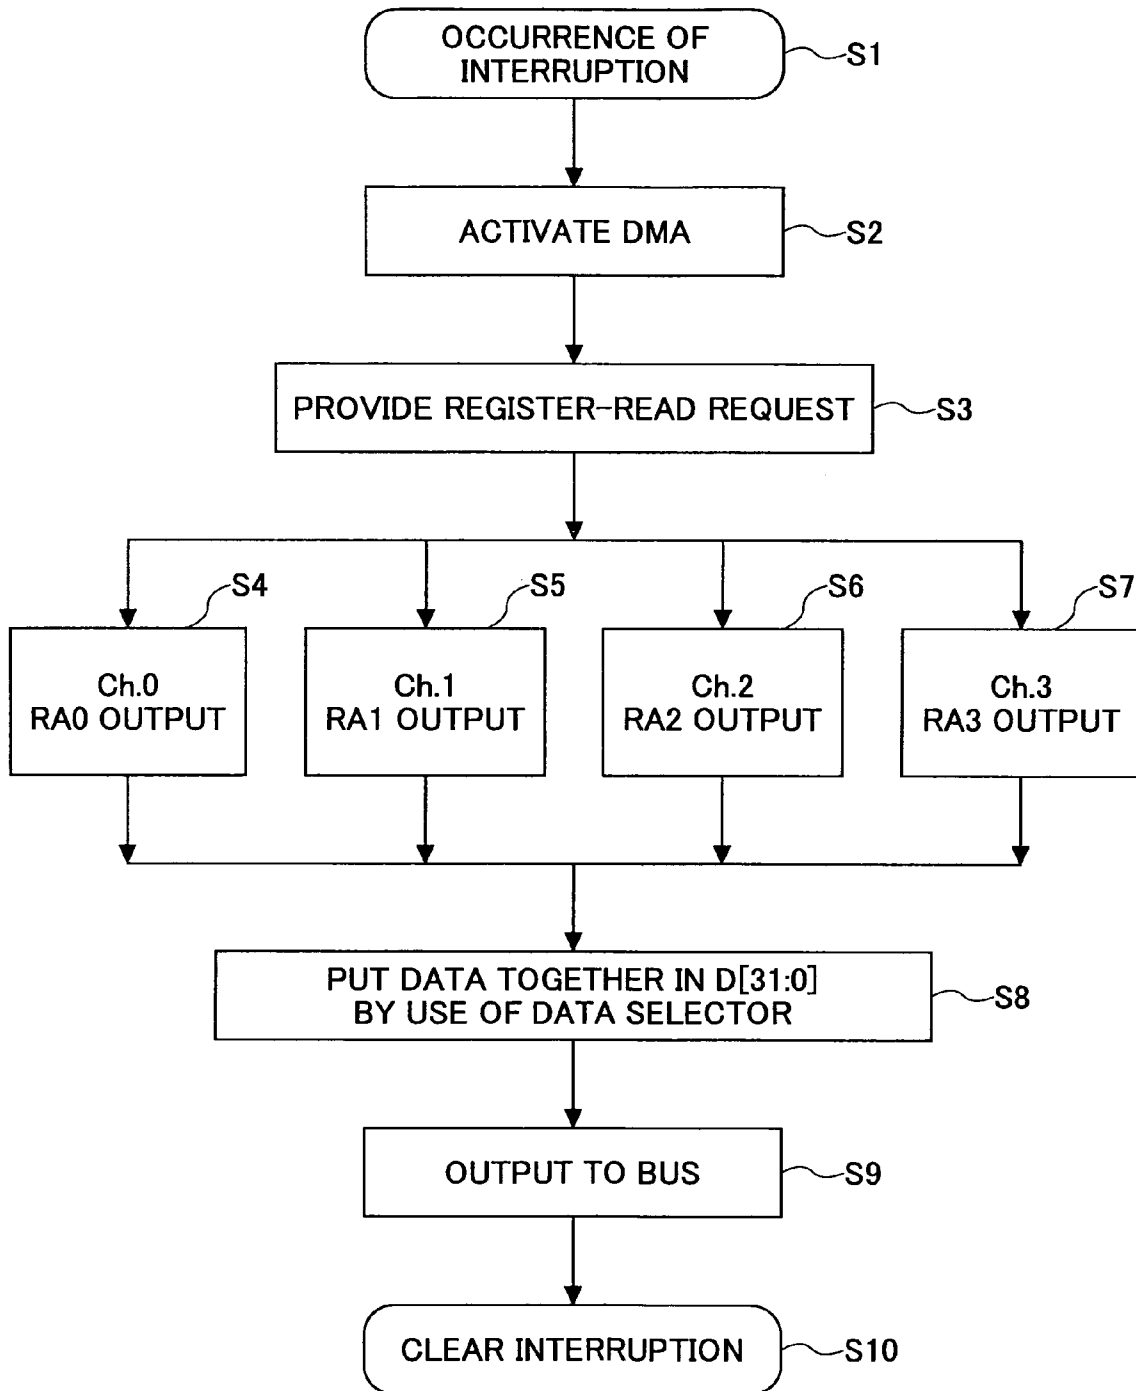 OCCURRENCE OF
INTERRUPTION
S1
ACTIVATE DMA
S2
PROVIDE REGISTER-READ REQUEST
S3
S4
S5
S6
S7
Ch.0
RA0 OUTPUT
Ch.1
RA1 OUTPUT
Ch.2
RA2 OUTPUT
Ch.3
RA3 OUTPUT
PUT DATA TOGETHER IN D[31:0]
BY USE OF DATA SELECTOR
S8
OUTPUT TO BUS
S9
CLEAR INTERRUPTION
S10